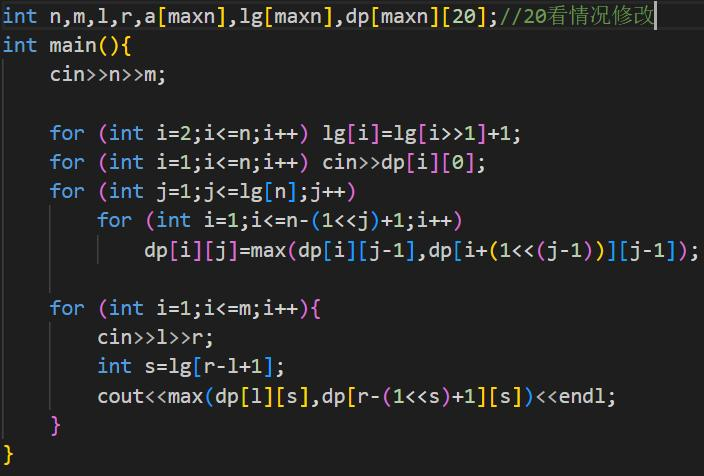 int n,m,l,r,a[maxn],lg[maxn],dp[maxn][20];//20看情况修改
int main(){
    cin>>n>>m;

    for (int i=2;i<=n;i++) lg[i]=lg[i>>1]+1;
    for (int i=1;i<=n;i++) cin>>dp[i][0];
    for (int j=1;j<=lg[n];j++)
        for (int i=1;i<=n-(1<<j)+1;i++)
            dp[i][j]=max(dp[i][j-1],dp[i+(1<<(j-1))][j-1]);

    for (int i=1;i<=m;i++){
        cin>>l>>r;
        int s=lg[r-l+1];
        cout<<max(dp[l][s],dp[r-(1<<s)+1][s])<<endl;
    }
}